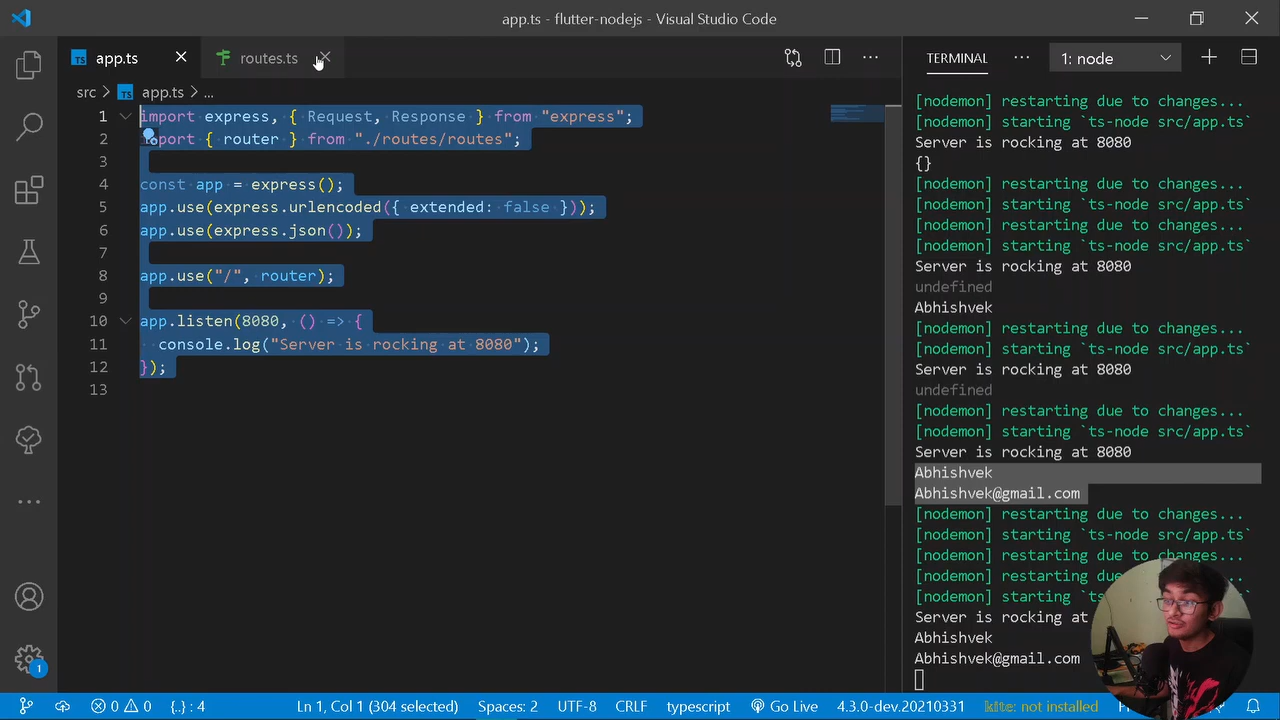 app.ts - flutter-nodejs - Visual Studio Code
app.ts
routes.ts
src > app.ts > ...
1 import express, { Request, Response } from "express";
2 import { router } from "./routes/routes";
3
4 const app = express();
5 app.use(express.urlencoded({ extended: false }));
6 app.use(express.json());
7
8 app.use("/", router);
9
10 app.listen(8080, () => {
11 console.log("Server is rocking at 8080");
12 });
13
TERMINAL
1: node
[nodemon] restarting due to changes...
[nodemon] starting `ts-node src/app.ts`
Server is rocking at 8080
{}
[nodemon] restarting due to changes...
[nodemon] starting `ts-node src/app.ts`
[nodemon] restarting due to changes...
[nodemon] starting `ts-node src/app.ts`
Server is rocking at 8080
undefined
Abhishvek
[nodemon] restarting due to changes...
[nodemon] starting `ts-node src/app.ts`
Server is rocking at 8080
undefined
[nodemon] restarting due to changes...
[nodemon] starting `ts-node src/app.ts`
Server is rocking at 8080
Abhishvek
Abhishvek@gmail.com
[nodemon] restarting due to changes...
[nodemon] starting `ts-node src/app.ts`
[nodemon] restarting due to changes...
[nodemon] restarting
[nodemon] starting
Server is rocking at
Abhishvek
Abhishvek@gmail.com
1
0 0
{..} : 4
Ln 1, Col 1 (304 selected)
Spaces: 2
UTF-8
CRLF
typescript
Go Live
4.3.0-dev.20210331
kite: not installed